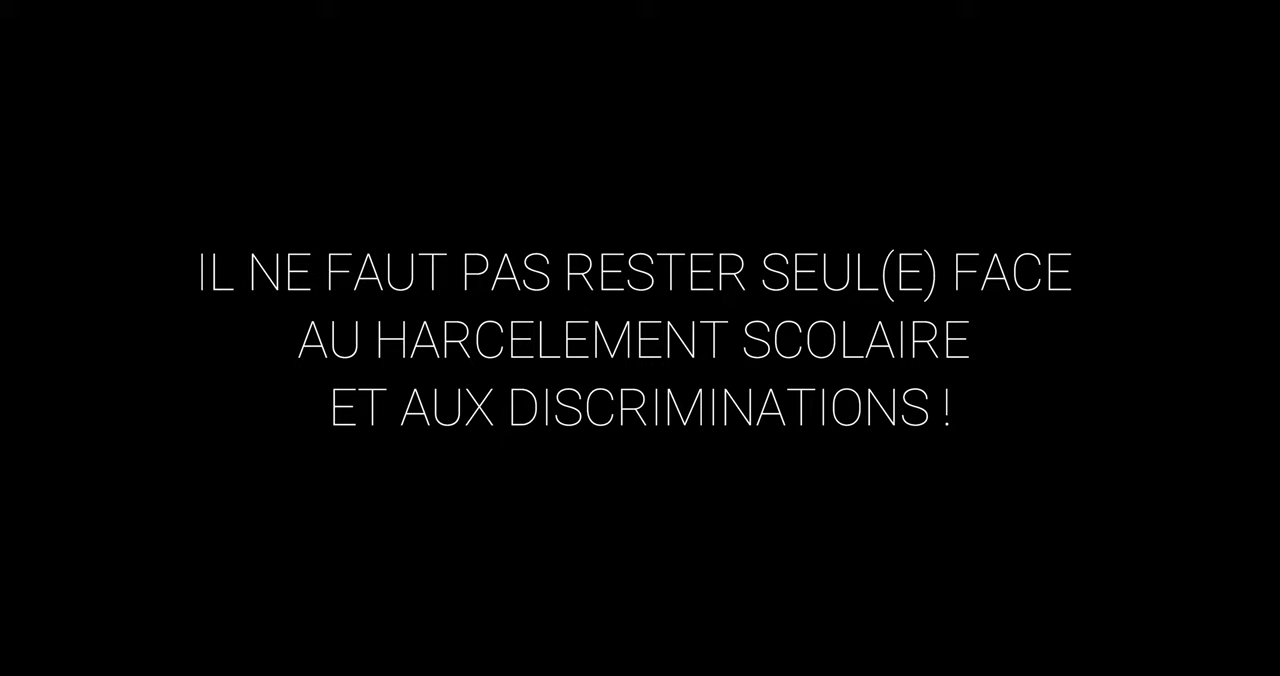 IL NE FAUT PAS RESTER SEUL(E) FACE
AU HARCELEMENT SCOLAIRE
ET AUX DISCRIMINATIONS !